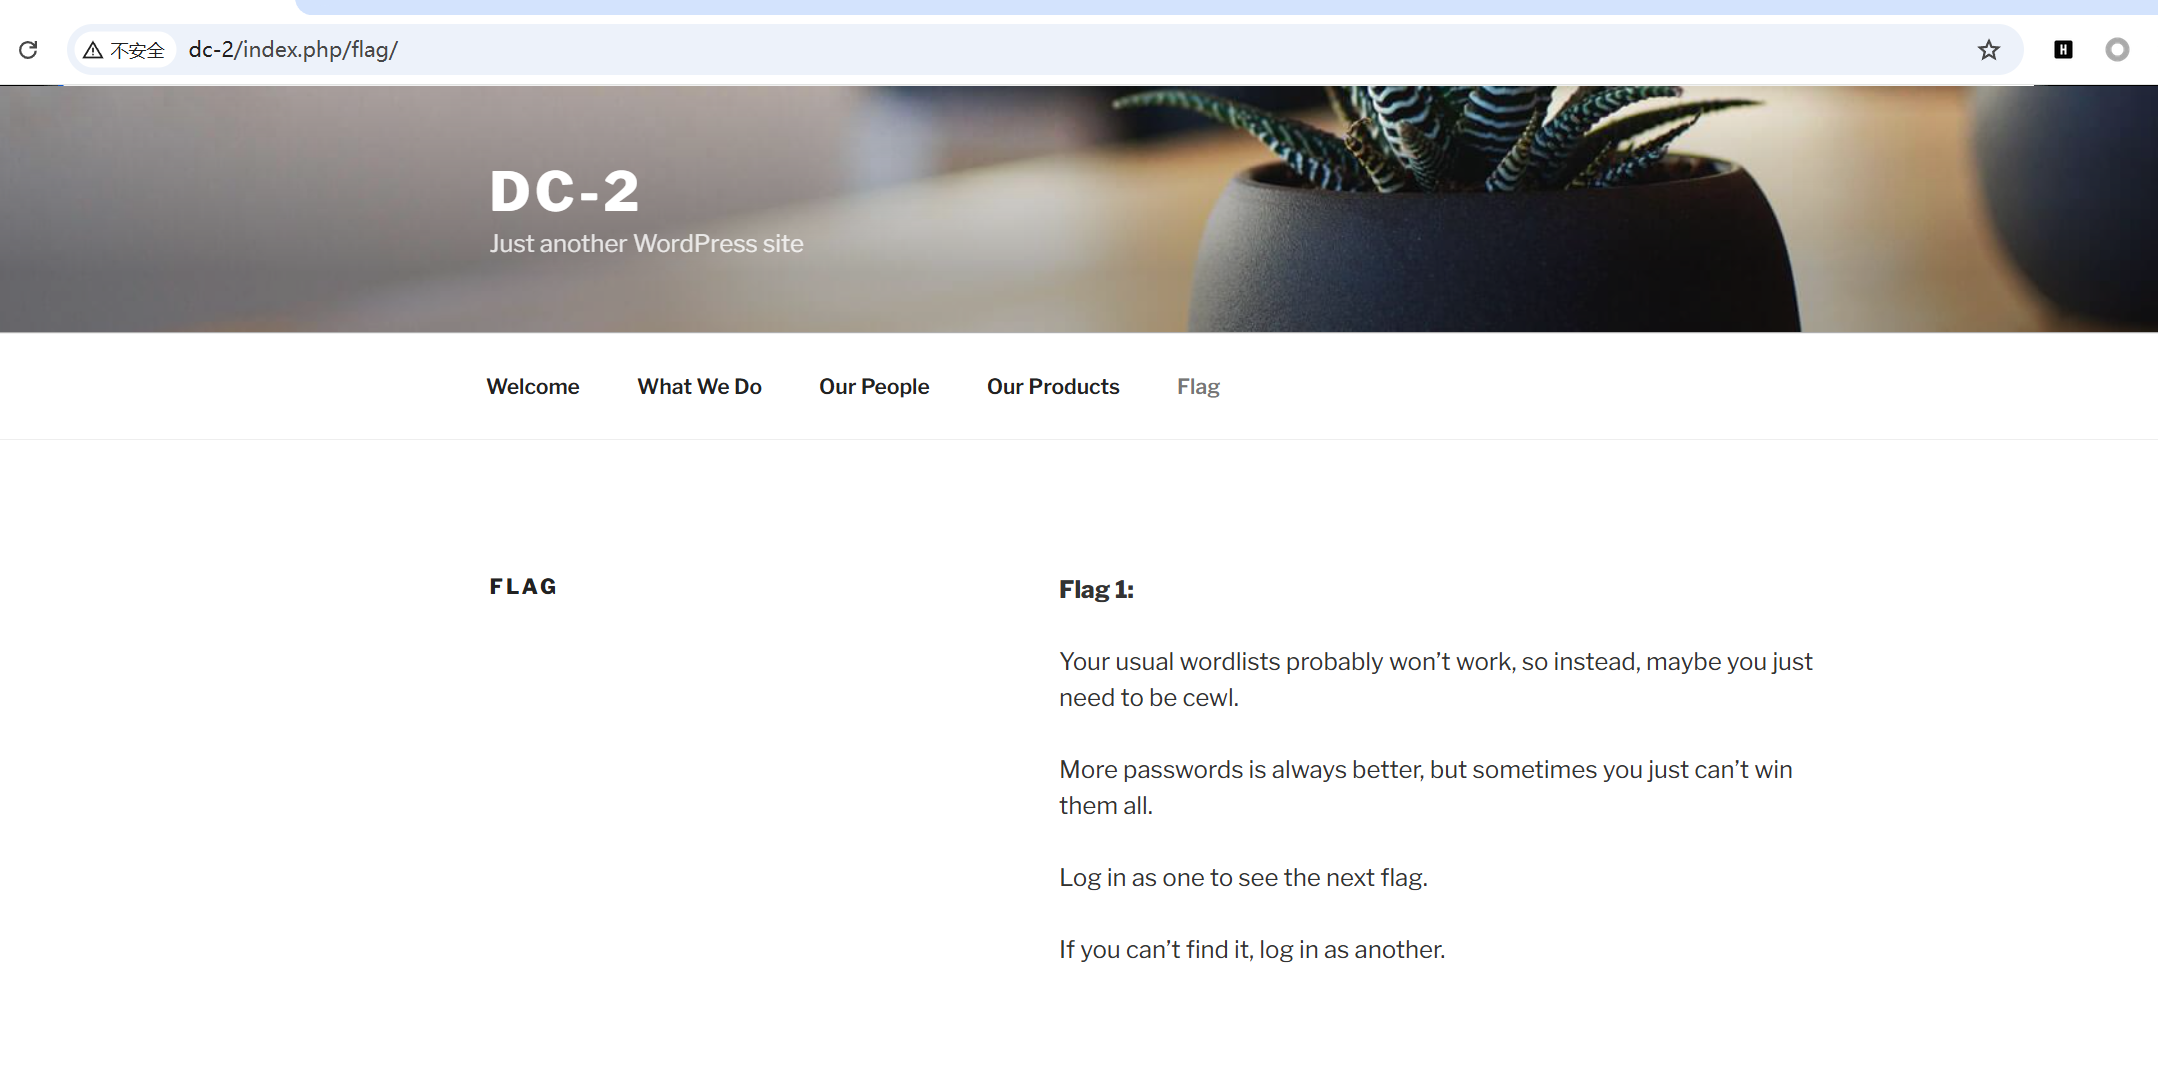 不安全 dc-2/index.php/flag/
DC-2
Just another WordPress site
Welcome What We Do Our People Our Products Flag
FLAG
Flag 1:
Your usual wordlists probably won’t work, so instead, maybe you just
need to be cewl.
More passwords is always better, but sometimes you just can’t win
them all.
Log in as one to see the next flag.
If you can’t find it, log in as another.